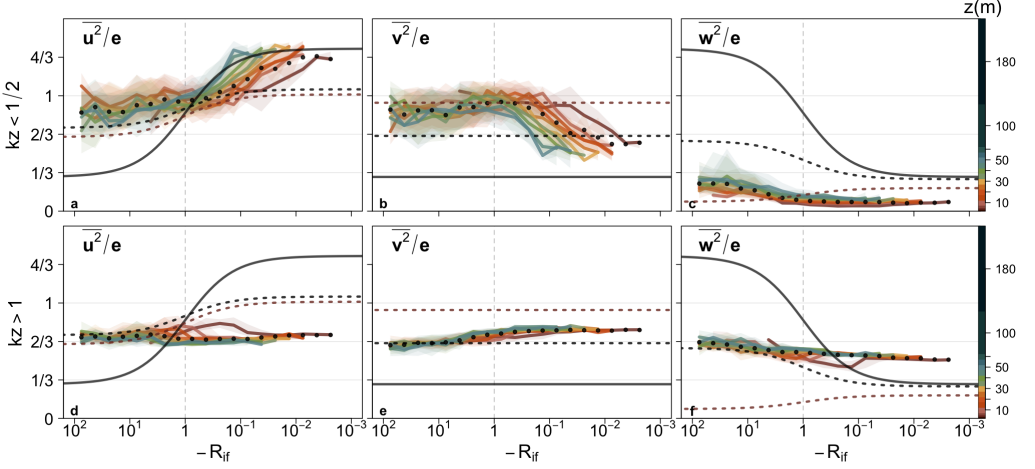 z(m)
u²/e
v²/e
w²/e
kz < 1/2
4/3
1
2/3
1/3
0
a
b
c
180
100
50
30
10
u²/e
v²/e
w²/e
kz > 1
4/3
1
2/3
1/3
0
d
e
f
180
100
50
30
10
10² 10¹ 1 10⁻¹ 10⁻² 10⁻³
10² 10¹ 1 10⁻¹ 10⁻² 10⁻³
10² 10¹ 1 10⁻¹ 10⁻² 10⁻³
− R_if
− R_if
− R_if